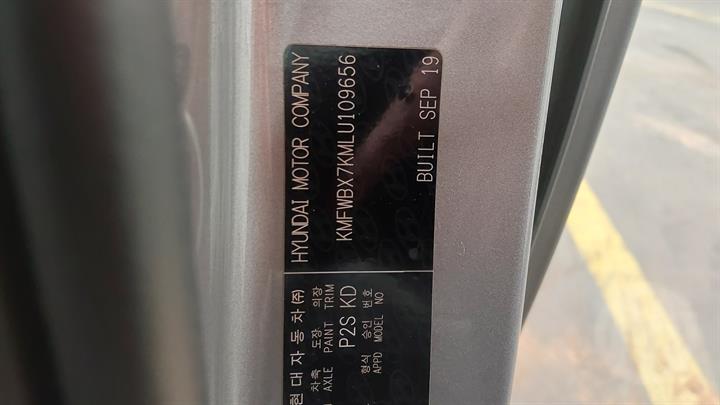 HYUNDAI MOTOR COMPANY
KMFWBX7KMLU109656
BUILT SEP 19
현대자동차(주)
차축 도장 의장
AXLE PAINT TRIM
P2S KD
형식 승인 번호
APPD MODEL NO